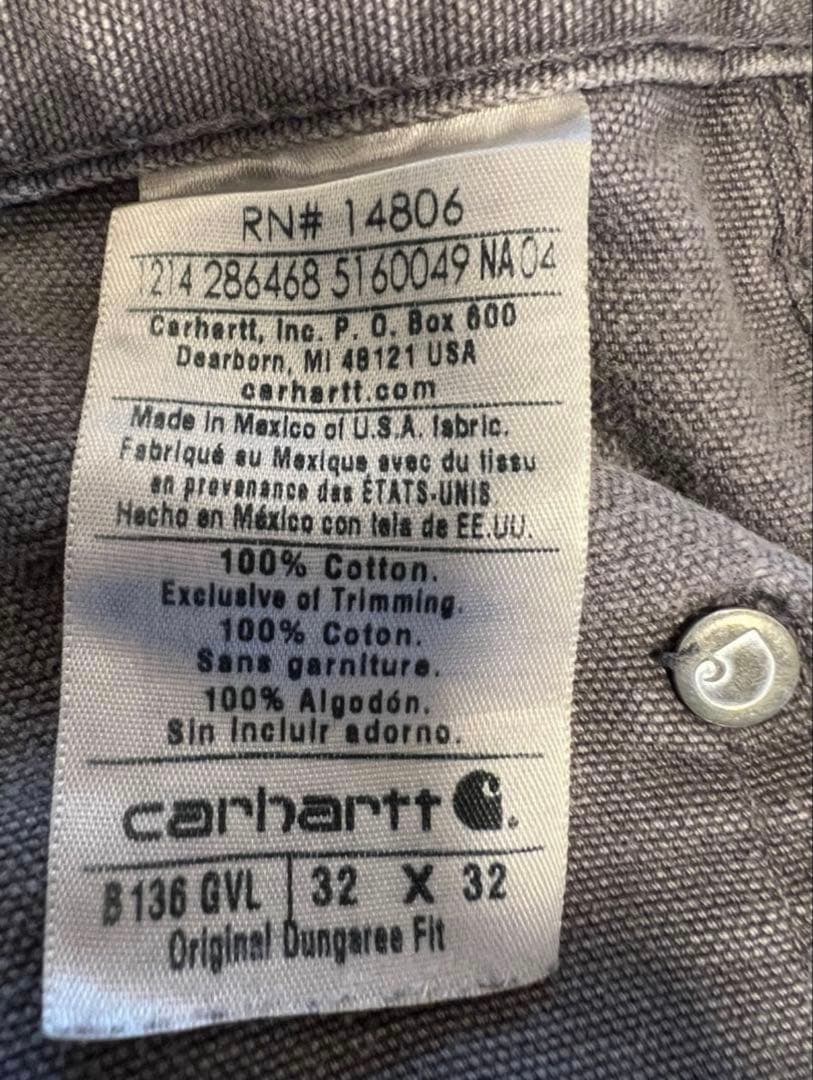 RN# 14806
1214 286468 5160049 NA 04
Carhartt, Inc. P. O. Box 600
Dearborn, MI 48121 USA
carhartt.com
Made in Mexico of U.S.A. fabric.
Fabriqué au Mexique avec du tissu
en provenance des ÉTATS-UNIS
Hecho en México con tela de EE.UU.
100% Cotton.
Exclusive of Trimming.
100% Coton.
Sans garniture.
100% Algodón.
Sin Incluir adorno.
carhartt
B136 GVL 32 X 32
Original Dungaree Fit